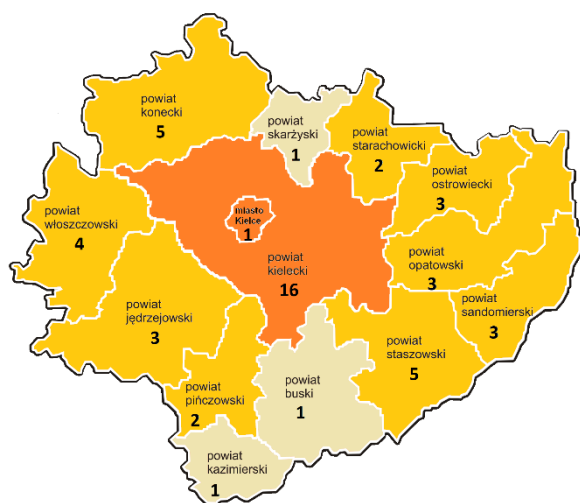 powiat
konecki
5
powiat
skarżyski
1
powiat
starachowicki
2
powiat
ostrowiecki
3
powiat
włoszczowski
4
miasto
Kielce
1
powiat
kielecki
16
powiat
opatowski
3
powiat
sandomierski
3
powiat
jędrzejowski
3
powiat
staszowski
5
powiat
pińczowski
2
powiat
buski
1
powiat
kazimierski
1